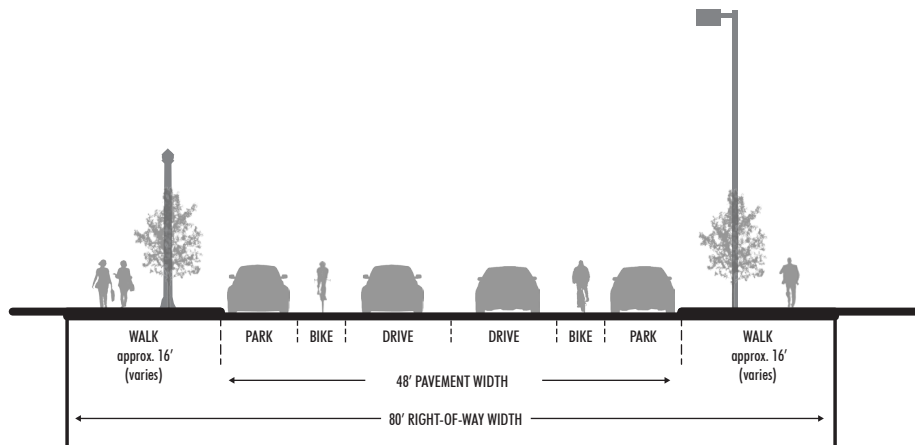 WALK
approx. 16’
(varies)
PARK
BIKE
DRIVE
DRIVE
BIKE
PARK
WALK
approx. 16’
(varies)
48’ PAVEMENT WIDTH
80’ RIGHT-OF-WAY WIDTH